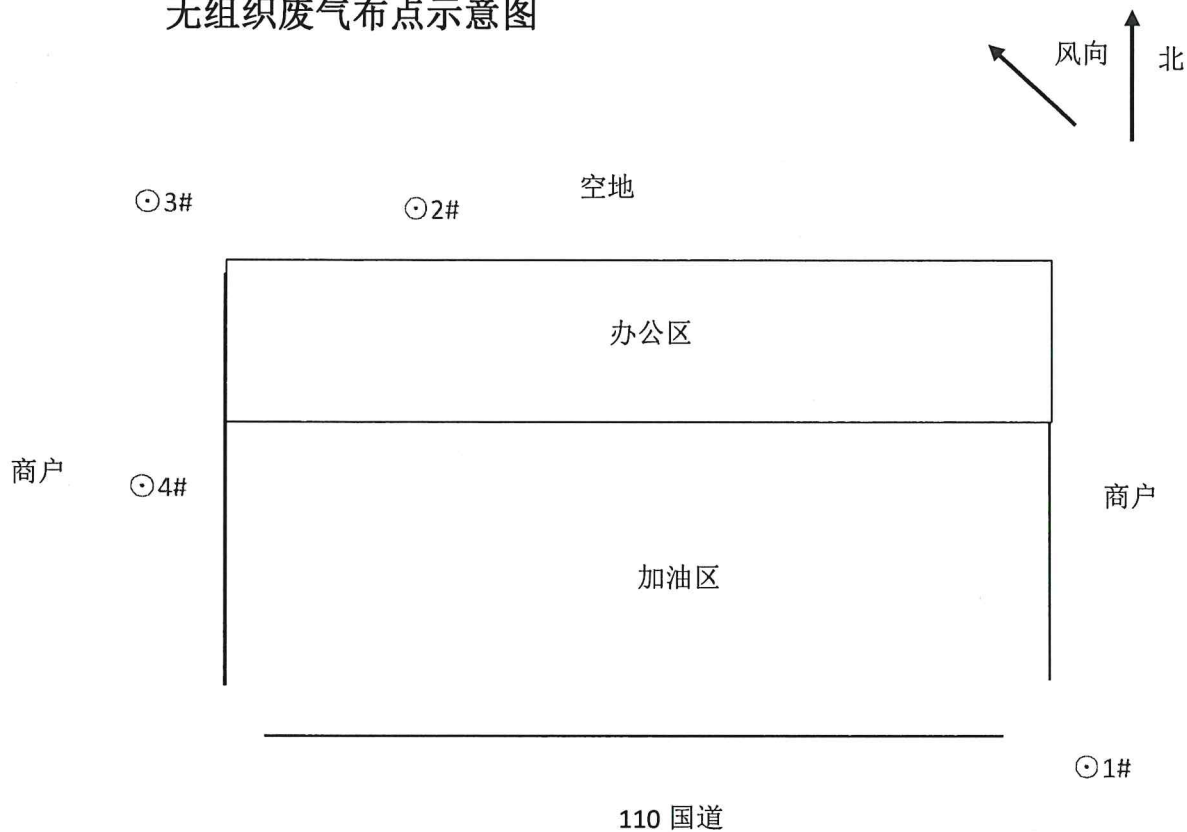 无组织废气布点示意图
风向 北
空地
⊙3# ⊙2#
办公区
商户
⊙4#
商户
加油区
⊙1#
110 国道